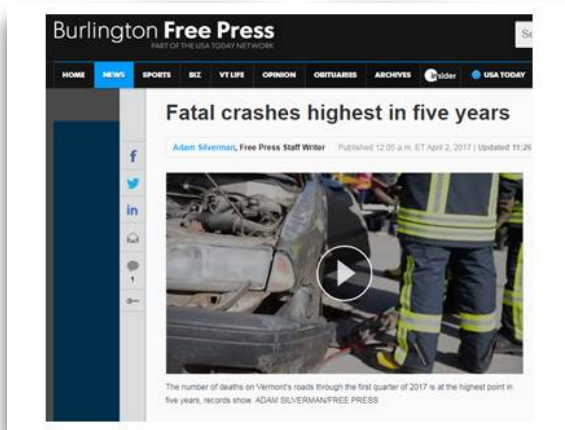 Burlington Free Press
PART OF THE USA TODAY NETWORK
HOME NEWS SPORTS BIZ VT LIFE OPINION OBITUARIES ARCHIVES Insider USA TODAY
Fatal crashes highest in five years
Adam Silverman, Free Press Staff Writer Published 12:05 a.m. ET April 2, 2017 | Updated 11:26
f
in
1
The number of deaths on Vermont's roads through the first quarter of 2017 is at the highest point in
five years, records show. ADAM SILVERMAN/FREE PRESS